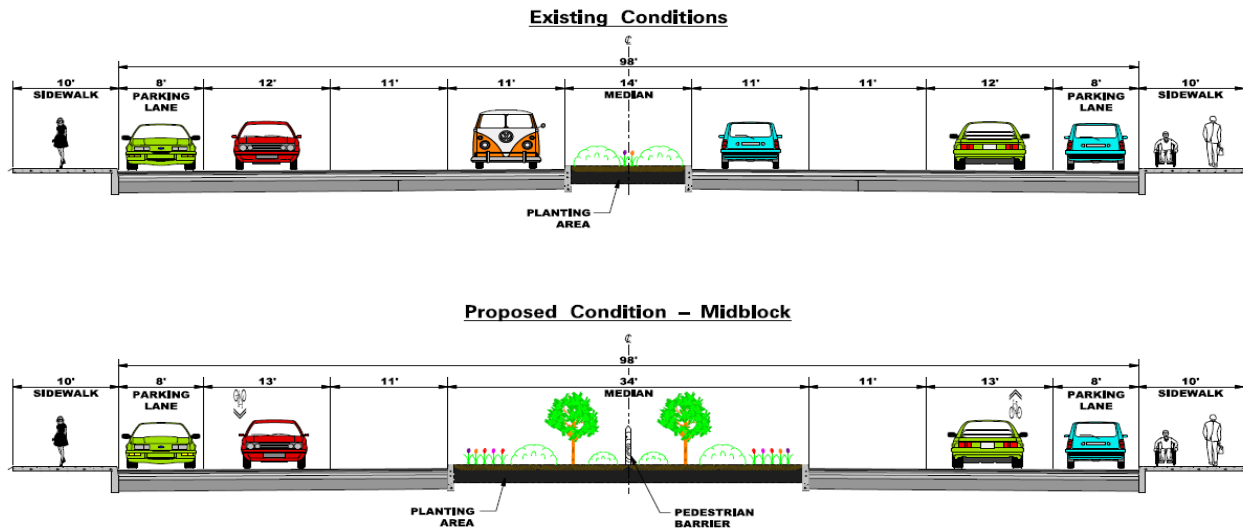 Existing Conditions
℄
98'
10' 8' 12' 11' 11' 14' 11' 11' 12' 8' 10'
SIDEWALK PARKING LANE MEDIAN PARKING LANE SIDEWALK
PLANTING
AREA
Proposed Condition – Midblock
℄
98'
10' 8' 13' 11' 34' 11' 13' 8' 10'
SIDEWALK PARKING LANE MEDIAN PARKING LANE SIDEWALK
PLANTING
AREA
PEDESTRIAN
BARRIER